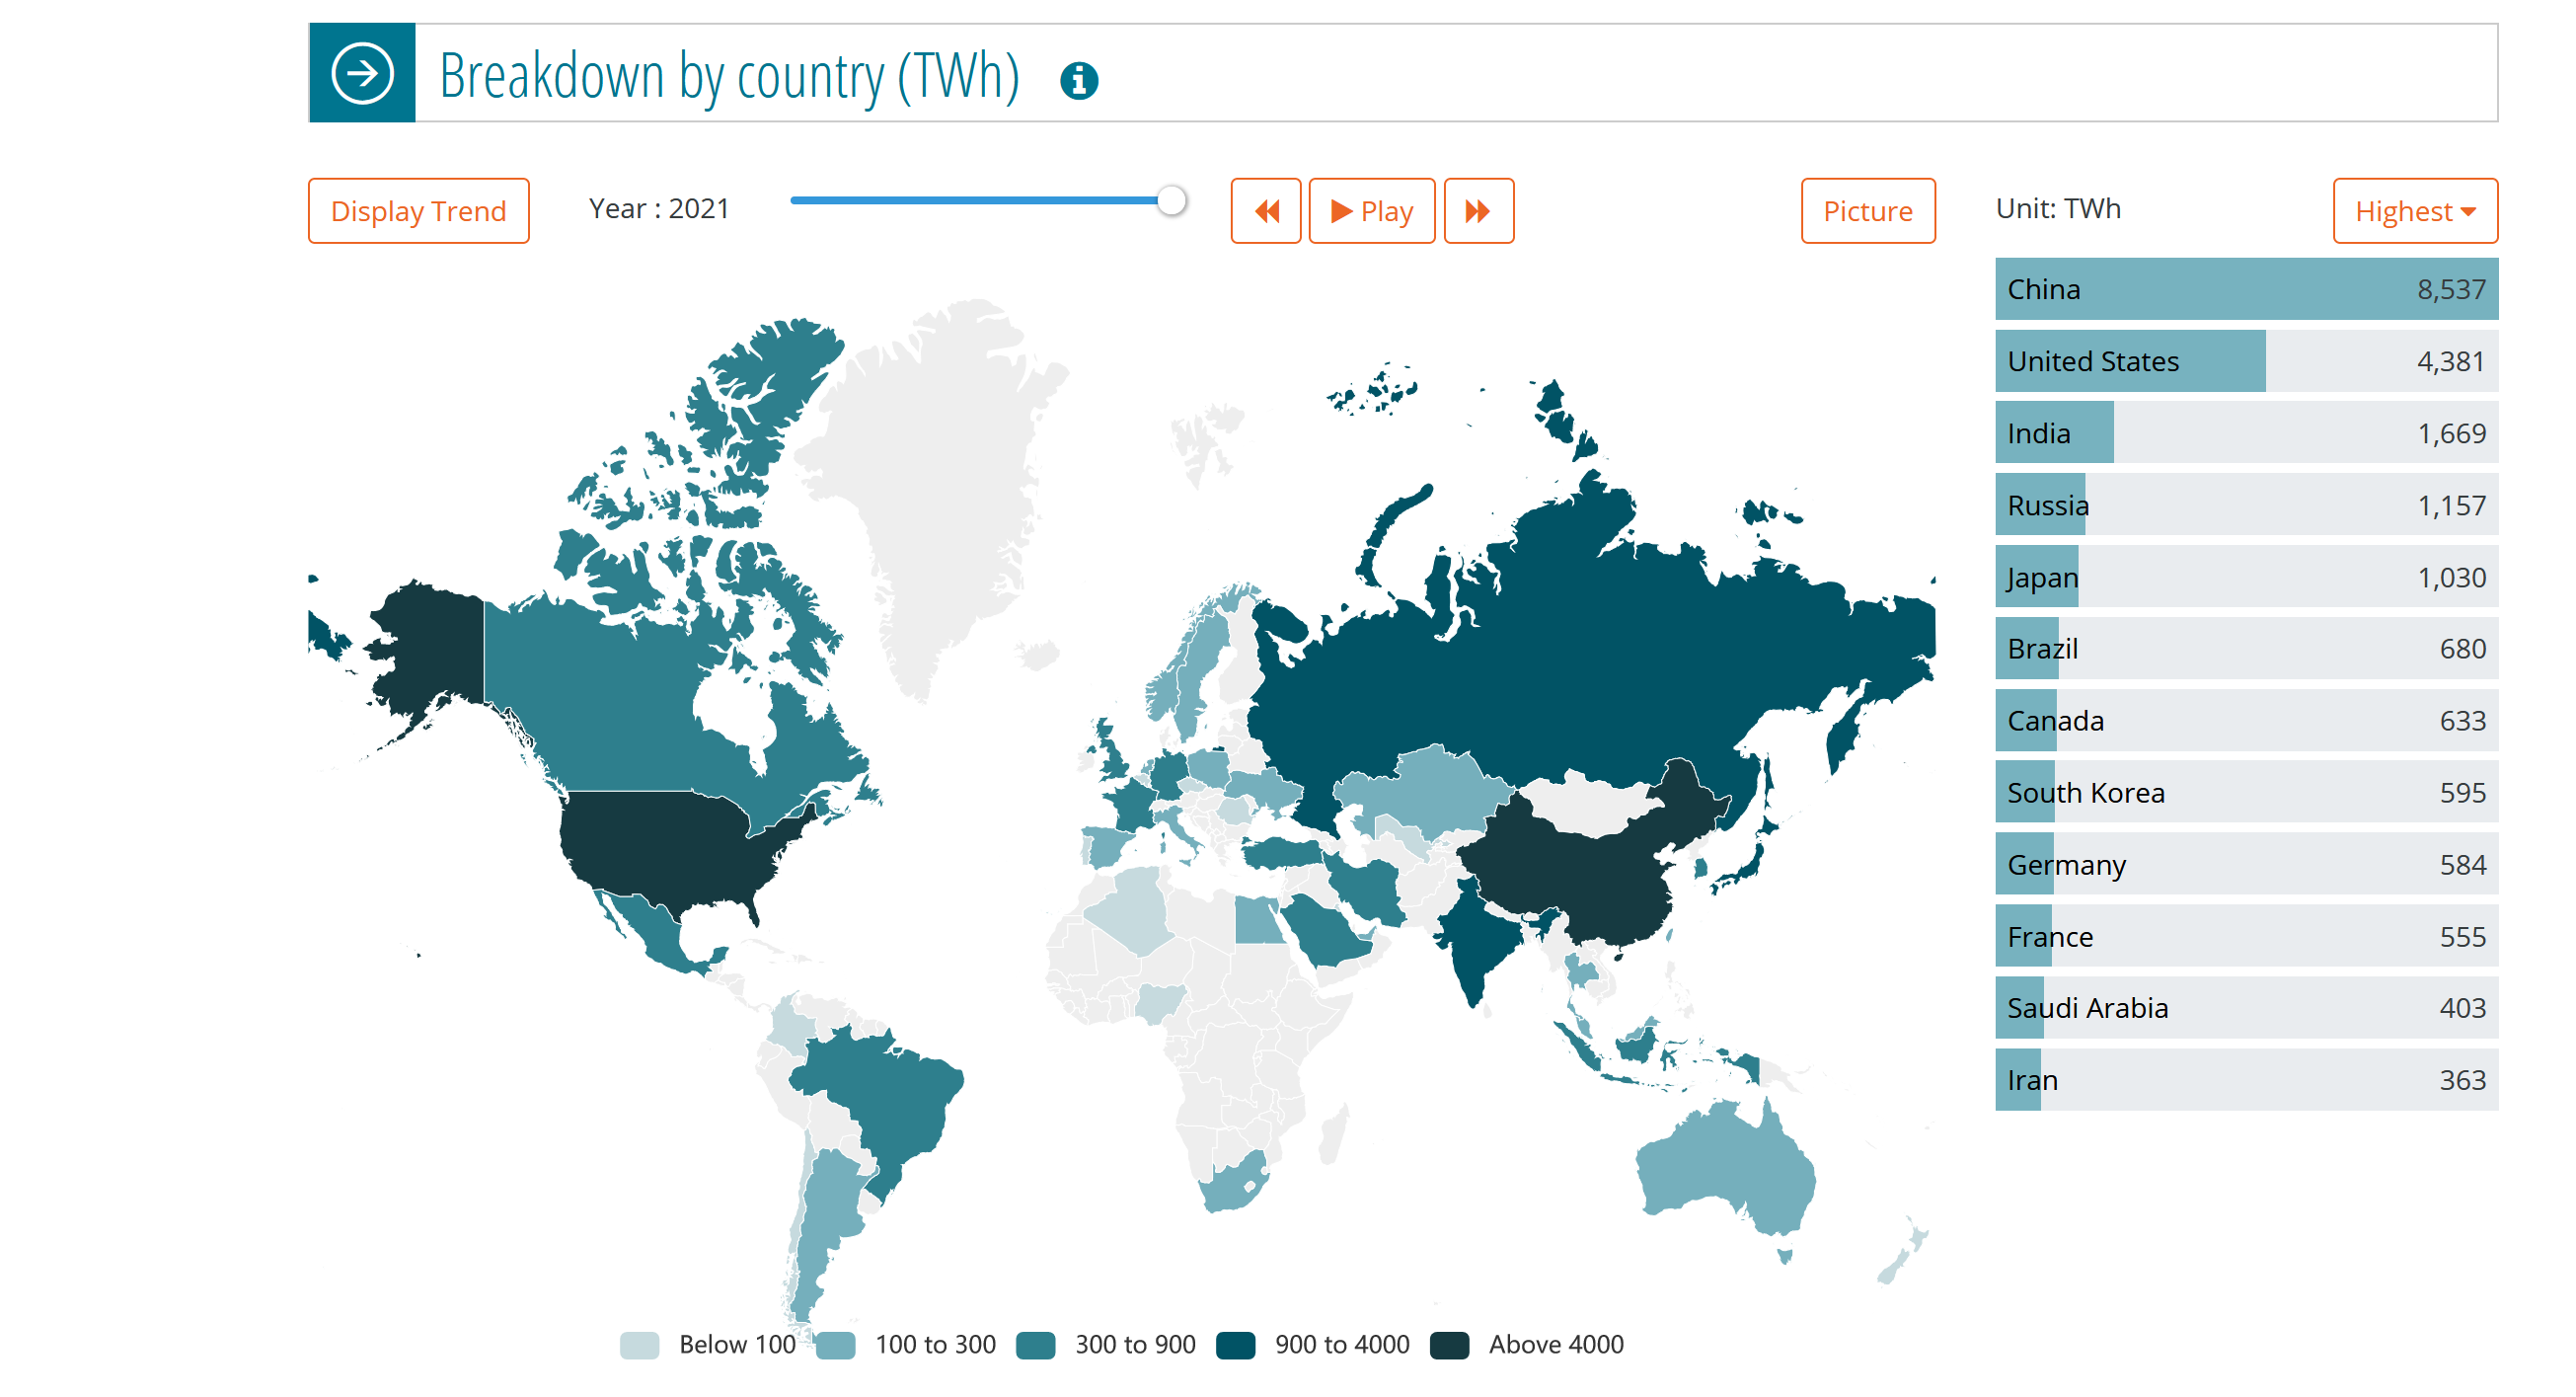 Breakdown by country (TWh)
Display Trend
Year : 2021
Play
Picture
Unit: TWh
Highest
China 8,537
United States 4,381
India 1,669
Russia 1,157
Japan 1,030
Brazil 680
Canada 633
South Korea 595
Germany 584
France 555
Saudi Arabia 403
Iran 363
Below 100 100 to 300 300 to 900 900 to 4000 Above 4000